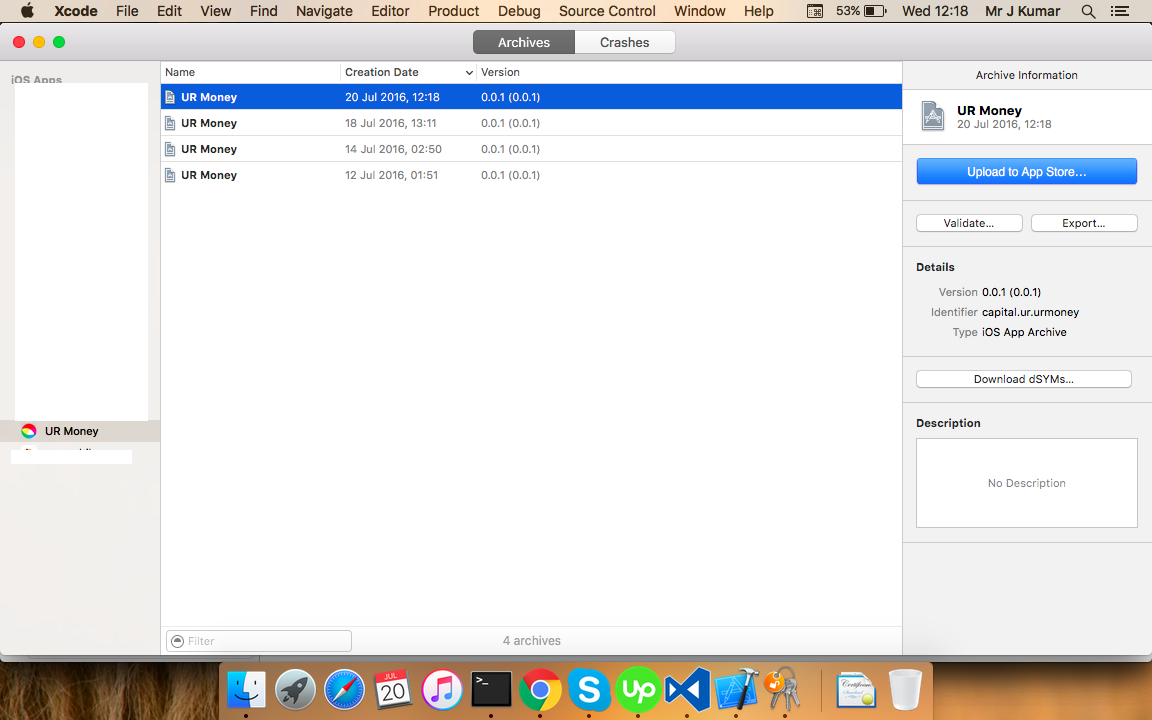 Xcode File Edit View Find Navigate Editor Product Debug Source Control Window Help 53% Wed 12:18 Mr J Kumar
Archives Crashes
iOS Apps
UR Money
Name Creation Date Version
UR Money 20 Jul 2016, 12:18 0.0.1 (0.0.1)
UR Money 18 Jul 2016, 13:11 0.0.1 (0.0.1)
UR Money 14 Jul 2016, 02:50 0.0.1 (0.0.1)
UR Money 12 Jul 2016, 01:51 0.0.1 (0.0.1)
Filter
4 archives
Archive Information
UR Money
20 Jul 2016, 12:18
Upload to App Store...
Validate... Export...
Details
Version 0.0.1 (0.0.1)
Identifier capital.ur.urmoney
Type iOS App Archive
Download dSYMs...
Description
No Description
JUL
20
>_
S
Up